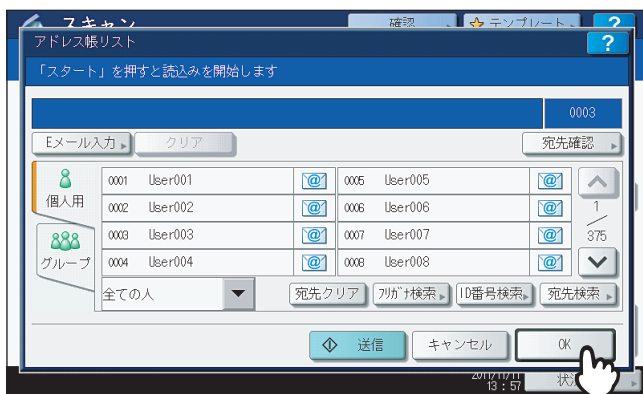 スキャン
確認
テンプレート
?
アドレス帳リスト
?
「スタート」を押すと読込みを開始します
0003
Eメール入力
クリア
宛先確認
個人用
グループ
0001 User001 @ 0005 User005 @
0002 User002 @ 0006 User006 @
0003 User003 @ 0007 User007 @
0004 User004 @ 0008 User008 @
1
375
全ての人
宛先クリア
フリガナ検索
ID番号検索
宛先検索
送信
キャンセル
OK
2011/11/11
13:57